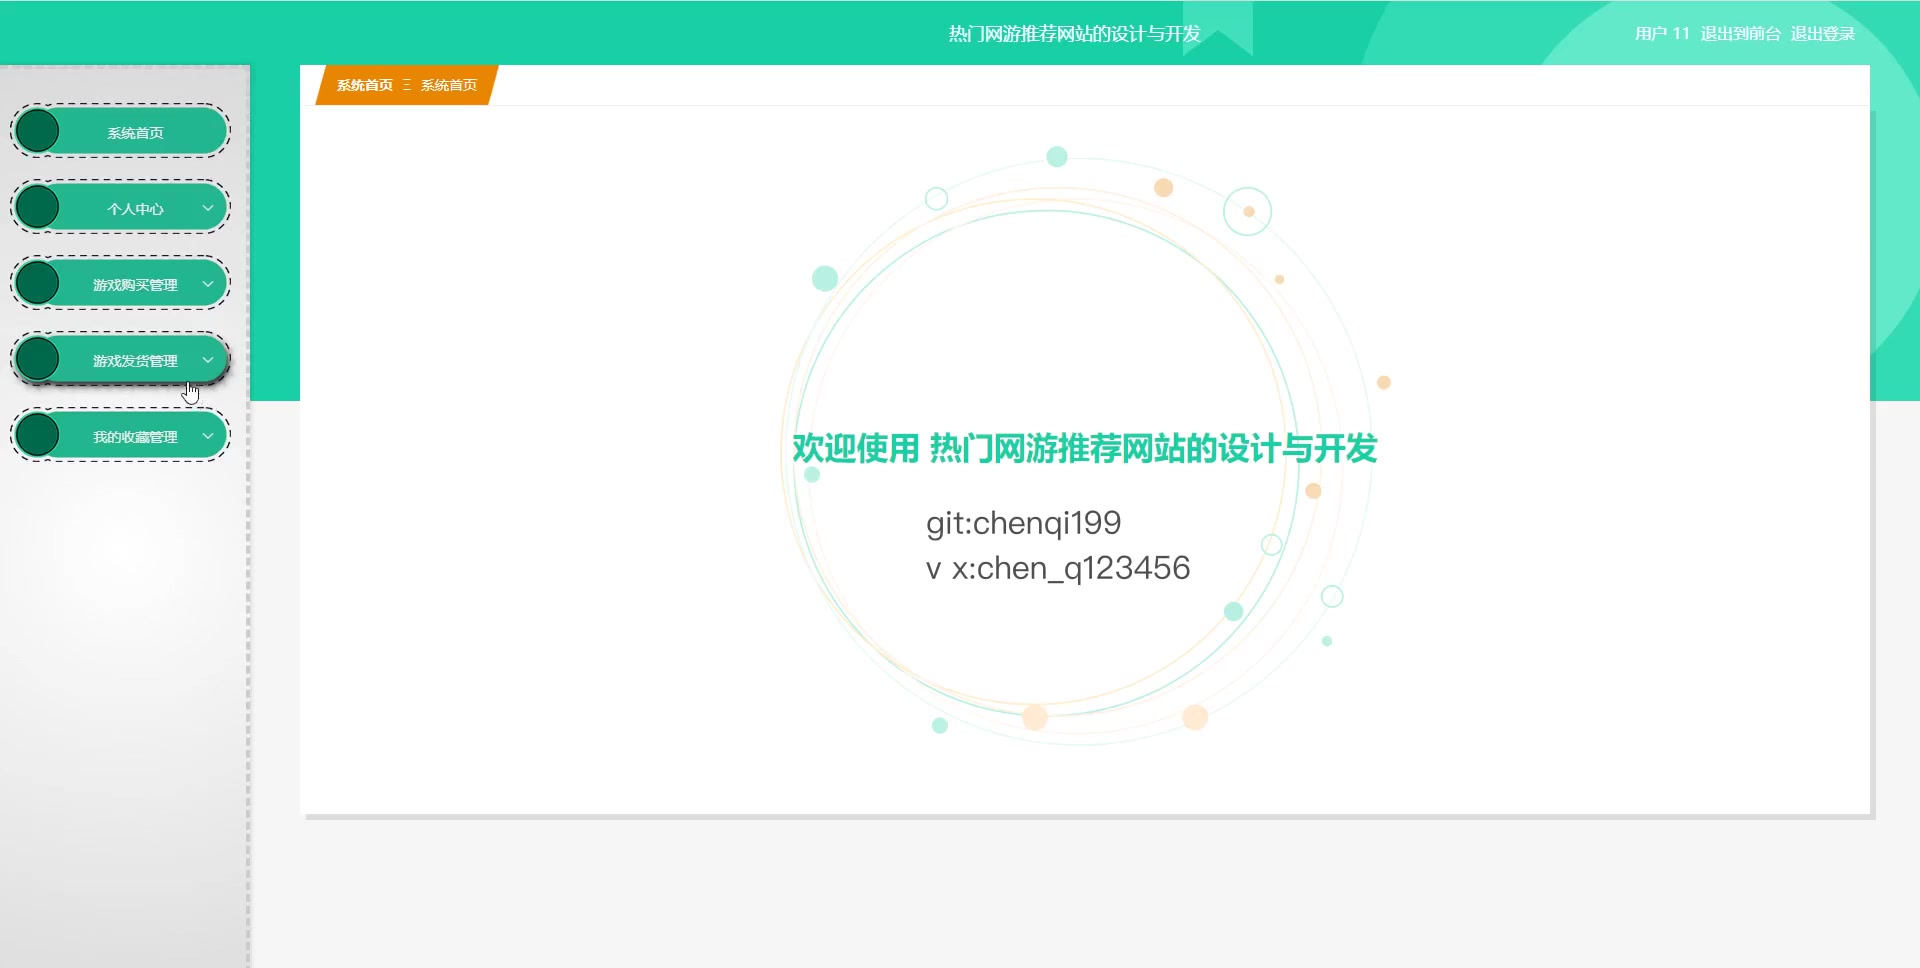 热门网游推荐网站的设计与开发
用户 11 退出到前台 退出登录
系统首页 Ξ 系统首页
系统首页
个人中心
游戏购买管理
游戏发货管理
我的收藏管理
欢迎使用 热门网游推荐网站的设计与开发
git:chenqi199
v x:chen_q123456